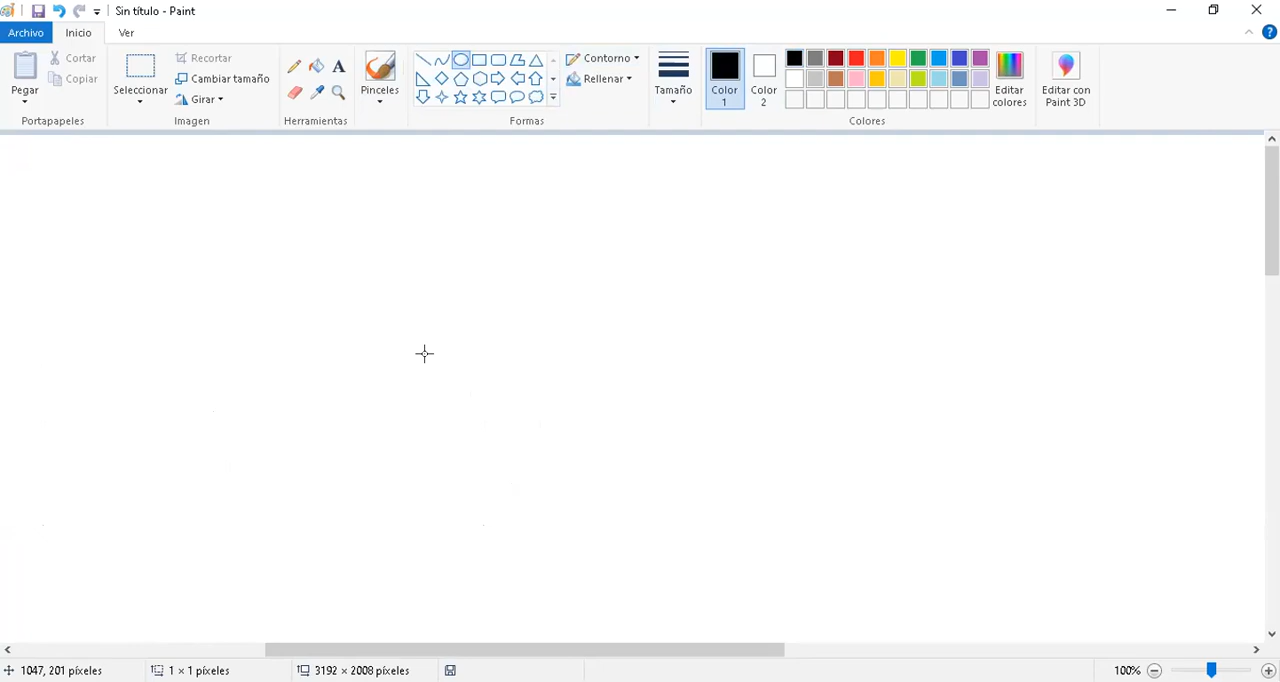 Sin título - Paint
Archivo Inicio Ver
Pegar
Cortar
Copiar
Portapapeles
Seleccionar
Recortar
Cambiar tamaño
Girar
Imagen
Herramientas
Pinceles
Contorno
Rellenar
Formas
Tamaño
Color
1
Color
2
Editar
colores
Colores
Editar con
Paint 3D
1047, 201 píxeles 1 × 1 píxeles 3192 × 2008 píxeles 100%